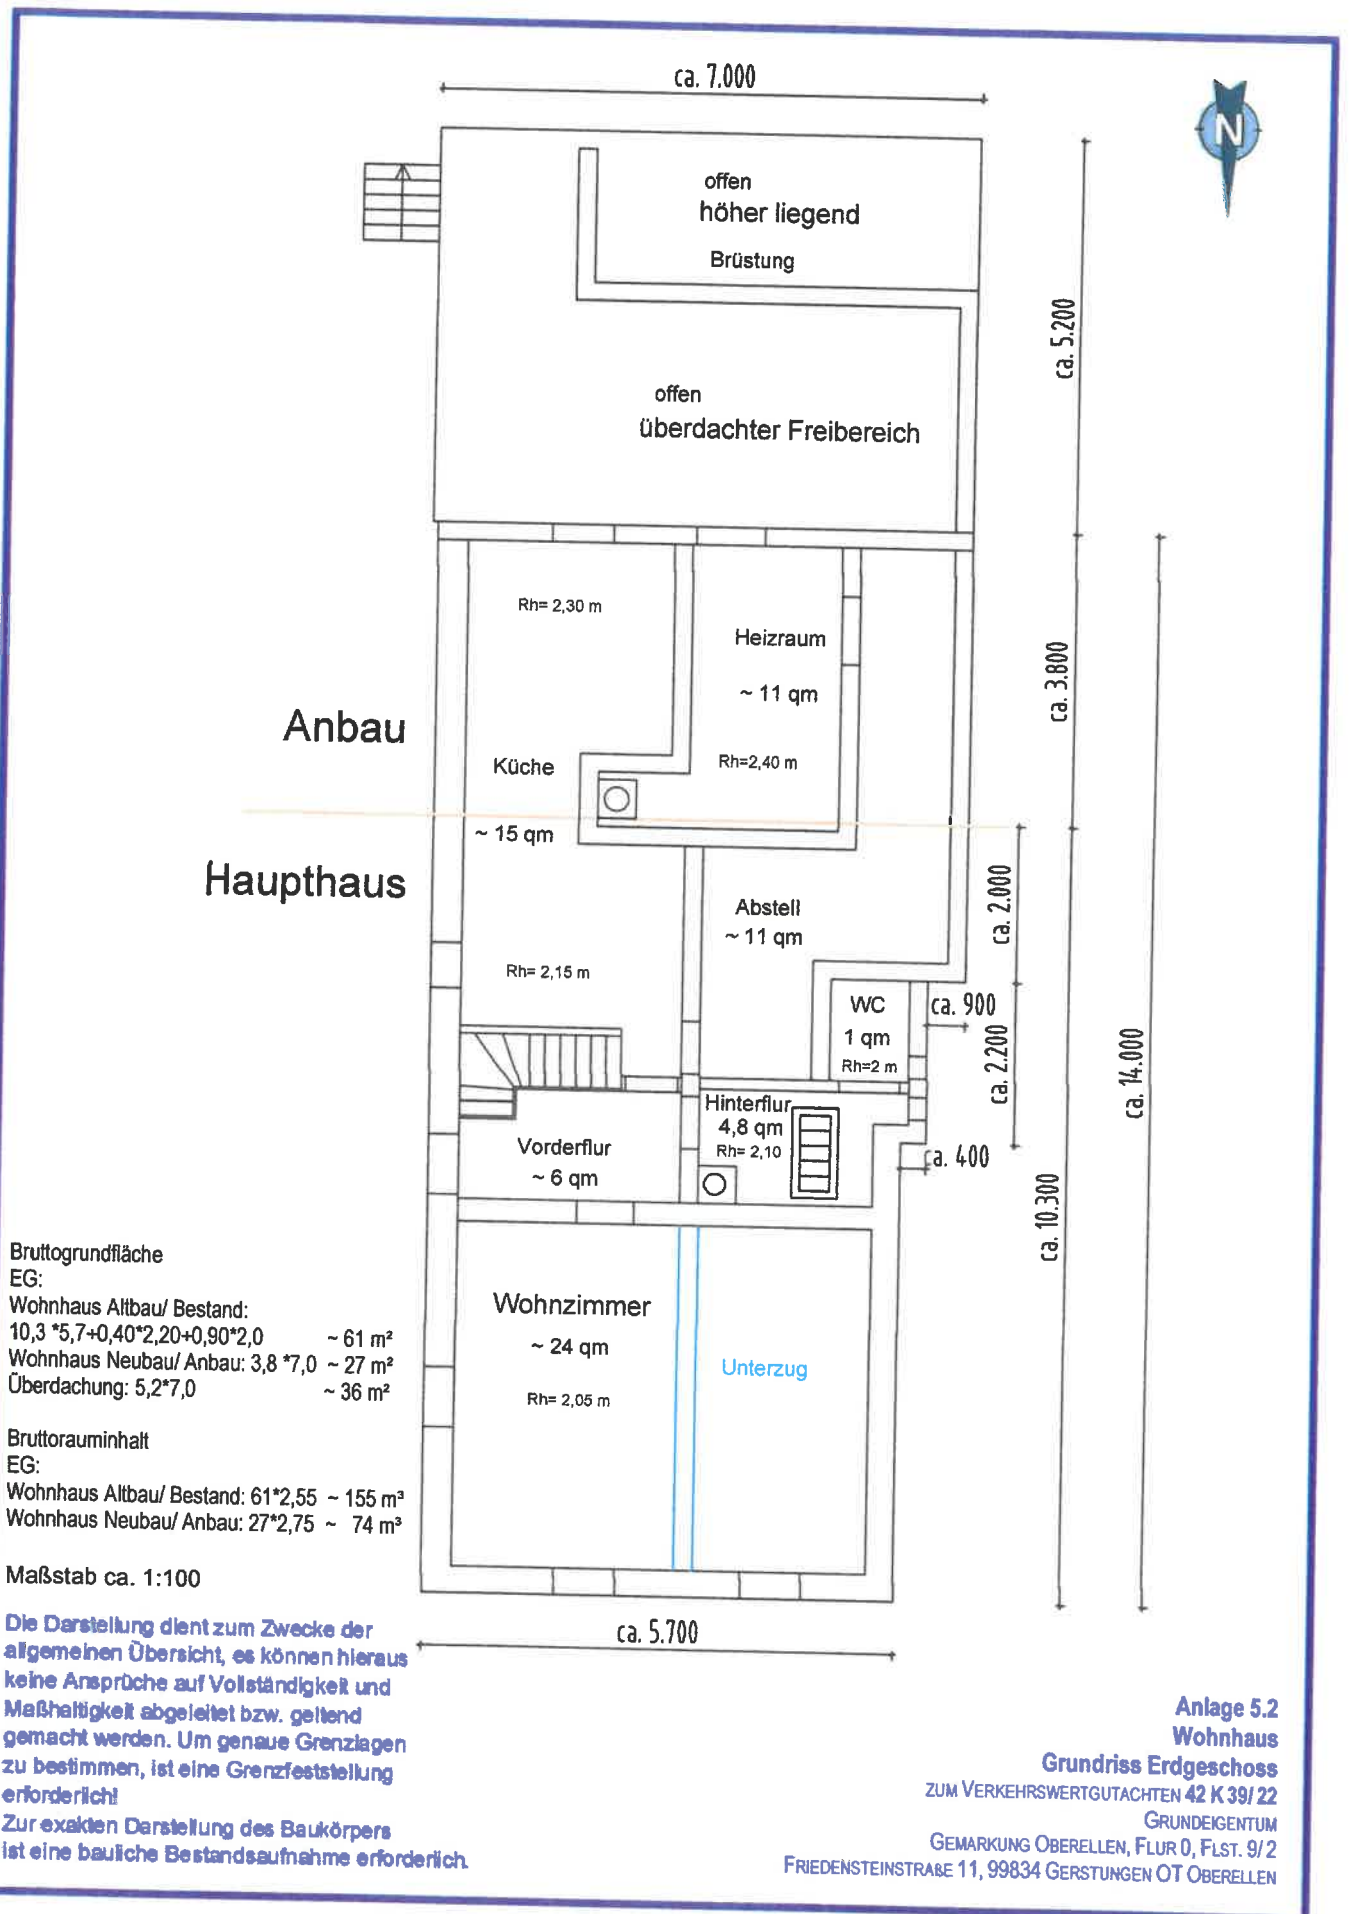 ca. 7.000
N
offen
höher liegend
Brüstung
ca. 5.200
offen
überdachter Freibereich
Rh= 2,30 m
Heizraum
~ 11 qm
Rh=2,40 m
ca. 3.800
Anbau
Küche
~ 15 qm
Haupthaus
Abstell
~ 11 qm
ca. 2.000
Rh= 2,15 m
WC
1 qm
Rh=2 m
ca. 900
ca. 2.200
ca. 14.000
Hinterflur
4,8 qm
Rh= 2,10
Vorderflur
~ 6 qm
ca. 400
ca. 10.300
Wohnzimmer
~ 24 qm
Rh= 2,05 m
Unterzug
Bruttogrundfläche
EG:
Wohnhaus Altbau/ Bestand:
10,3 *5,7+0,40*2,20+0,90*2,0 ~ 61 m²
Wohnhaus Neubau/ Anbau: 3,8 *7,0 ~ 27 m²
Überdachung: 5,2*7,0 ~ 36 m²
Bruttorauminhalt
EG:
Wohnhaus Altbau/ Bestand: 61*2,55 ~ 155 m³
Wohnhaus Neubau/ Anbau: 27*2,75 ~ 74 m³
Maßstab ca. 1:100
ca. 5.700
Die Darstellung dient zum Zwecke der
allgemeinen Übersicht, es können hieraus
keine Ansprüche auf Vollständigkeit und
Maßhaltigkeit abgeleitet bzw. geltend
gemacht werden. Um genaue Grenzlagen
zu bestimmen, ist eine Grenzfeststellung
erforderlich!
Zur exakten Darstellung des Baukörpers
ist eine bauliche Bestandsaufnahme erforderlich.
Anlage 5.2
Wohnhaus
Grundriss Erdgeschoss
ZUM VERKEHRSWERTGUTACHTEN 42 K 39/ 22
GRUNDEIGENTUM
GEMARKUNG OBERELLEN, FLUR 0, FLST. 9/ 2
FRIEDENSTEINSTRAßE 11, 99834 GERSTUNGEN OT OBERELLEN